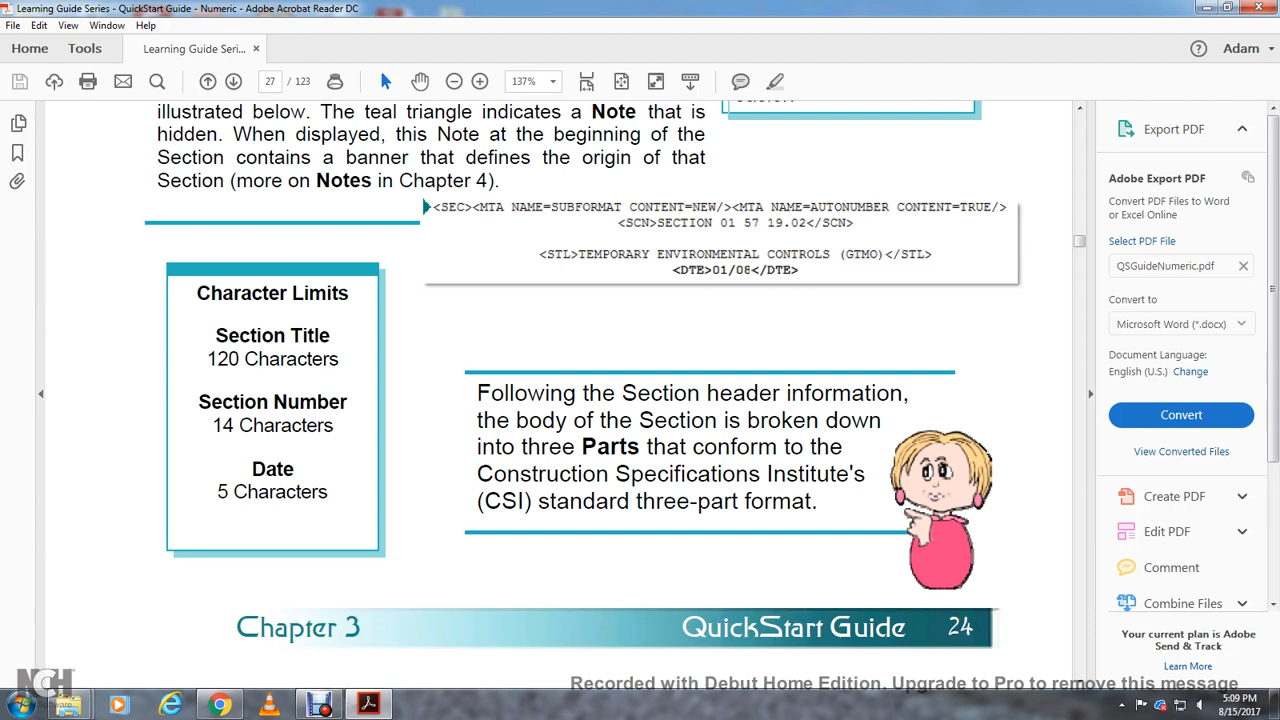 Learning Guide Series - QuickStart Guide - Numeric - Adobe Acrobat Reader DC
File Edit View Window Help
Home Tools Learning Guide Seri... × Adam
27 / 123 137%
illustrated below. The teal triangle indicates a Note that is
hidden. When displayed, this Note at the beginning of the
Section contains a banner that defines the origin of that
Section (more on Notes in Chapter 4).
<SEC><MTA NAME=SUBFORMAT CONTENT=NEW/><MTA NAME=AUTONUMBER CONTENT=TRUE/>
<SCN>SECTION 01 57 19.02</SCN>
<STL>TEMPORARY ENVIRONMENTAL CONTROLS (GTMO)</STL>
<DTE>01/08</DTE>
Character Limits
Section Title
120 Characters
Section Number
14 Characters
Date
5 Characters
Following the Section header information,
the body of the Section is broken down
into three Parts that conform to the
Construction Specifications Institute's
(CSI) standard three-part format.
Chapter 3 QuickStart Guide 24
Export PDF
Adobe Export PDF
Convert PDF Files to Word
or Excel Online
Select PDF File
QSGuideNumeric.pdf
Convert to
Microsoft Word (*.docx)
Document Language:
English (U.S.) Change
Convert
View Converted Files
Create PDF
Edit PDF
Comment
Combine Files
Your current plan is Adobe
Send & Track
Learn More
NCH
Recorded with Debut Home Edition. Upgrade to Pro to remove this message
5:09 PM
8/15/2017